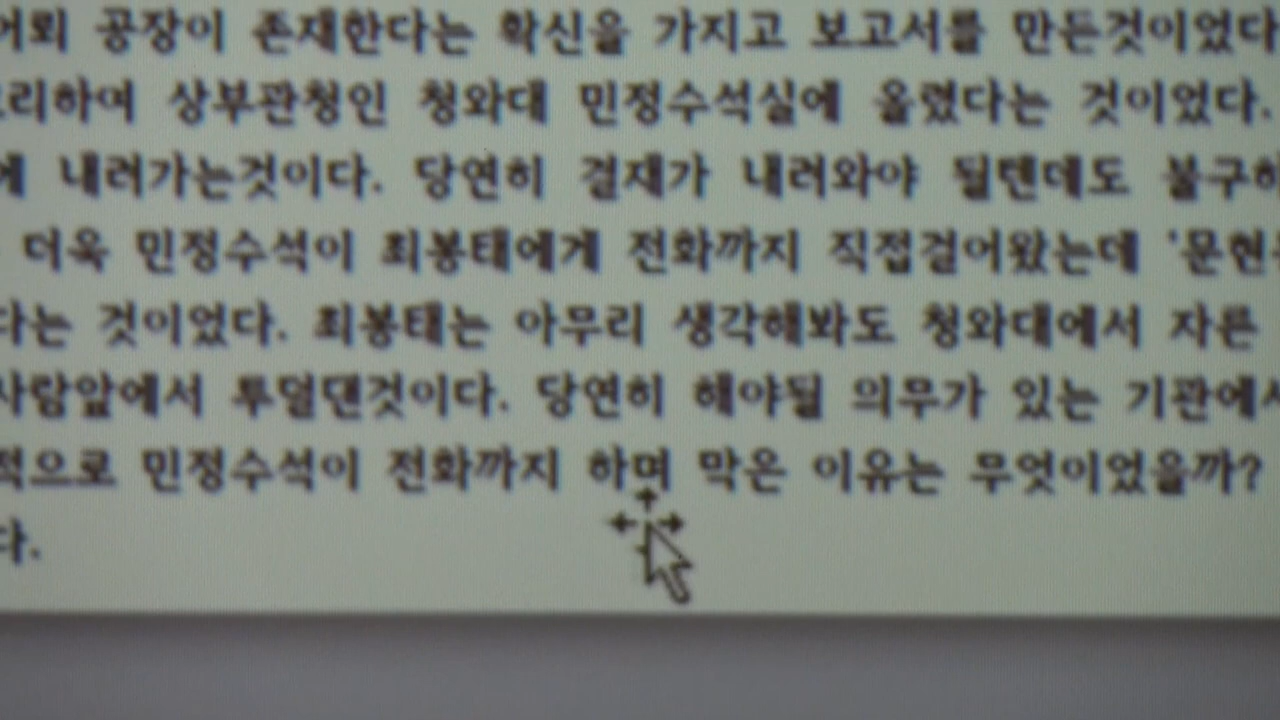 어뢰 공장이 존재한다는 확신을 가지고 보고서를 만든것이었다
리하여 상부관청인 청와대 민정수석실에 올렸다는 것이었다.
에 내려가는것이다. 당연히 결재가 내려와야 될텐데도 불구하
더욱 민정수석이 최봉태에게 전화까지 직접걸어왔는데 '문현
다는 것이었다. 최봉태는 아무리 생각해봐도 청와대에서 자른
사람앞에서 투덜댄것이다. 당연히 해야될 의무가 있는 기관에서
적으로 민정수석이 전화까지 하며 막은 이유는 무엇이었을까?
다.